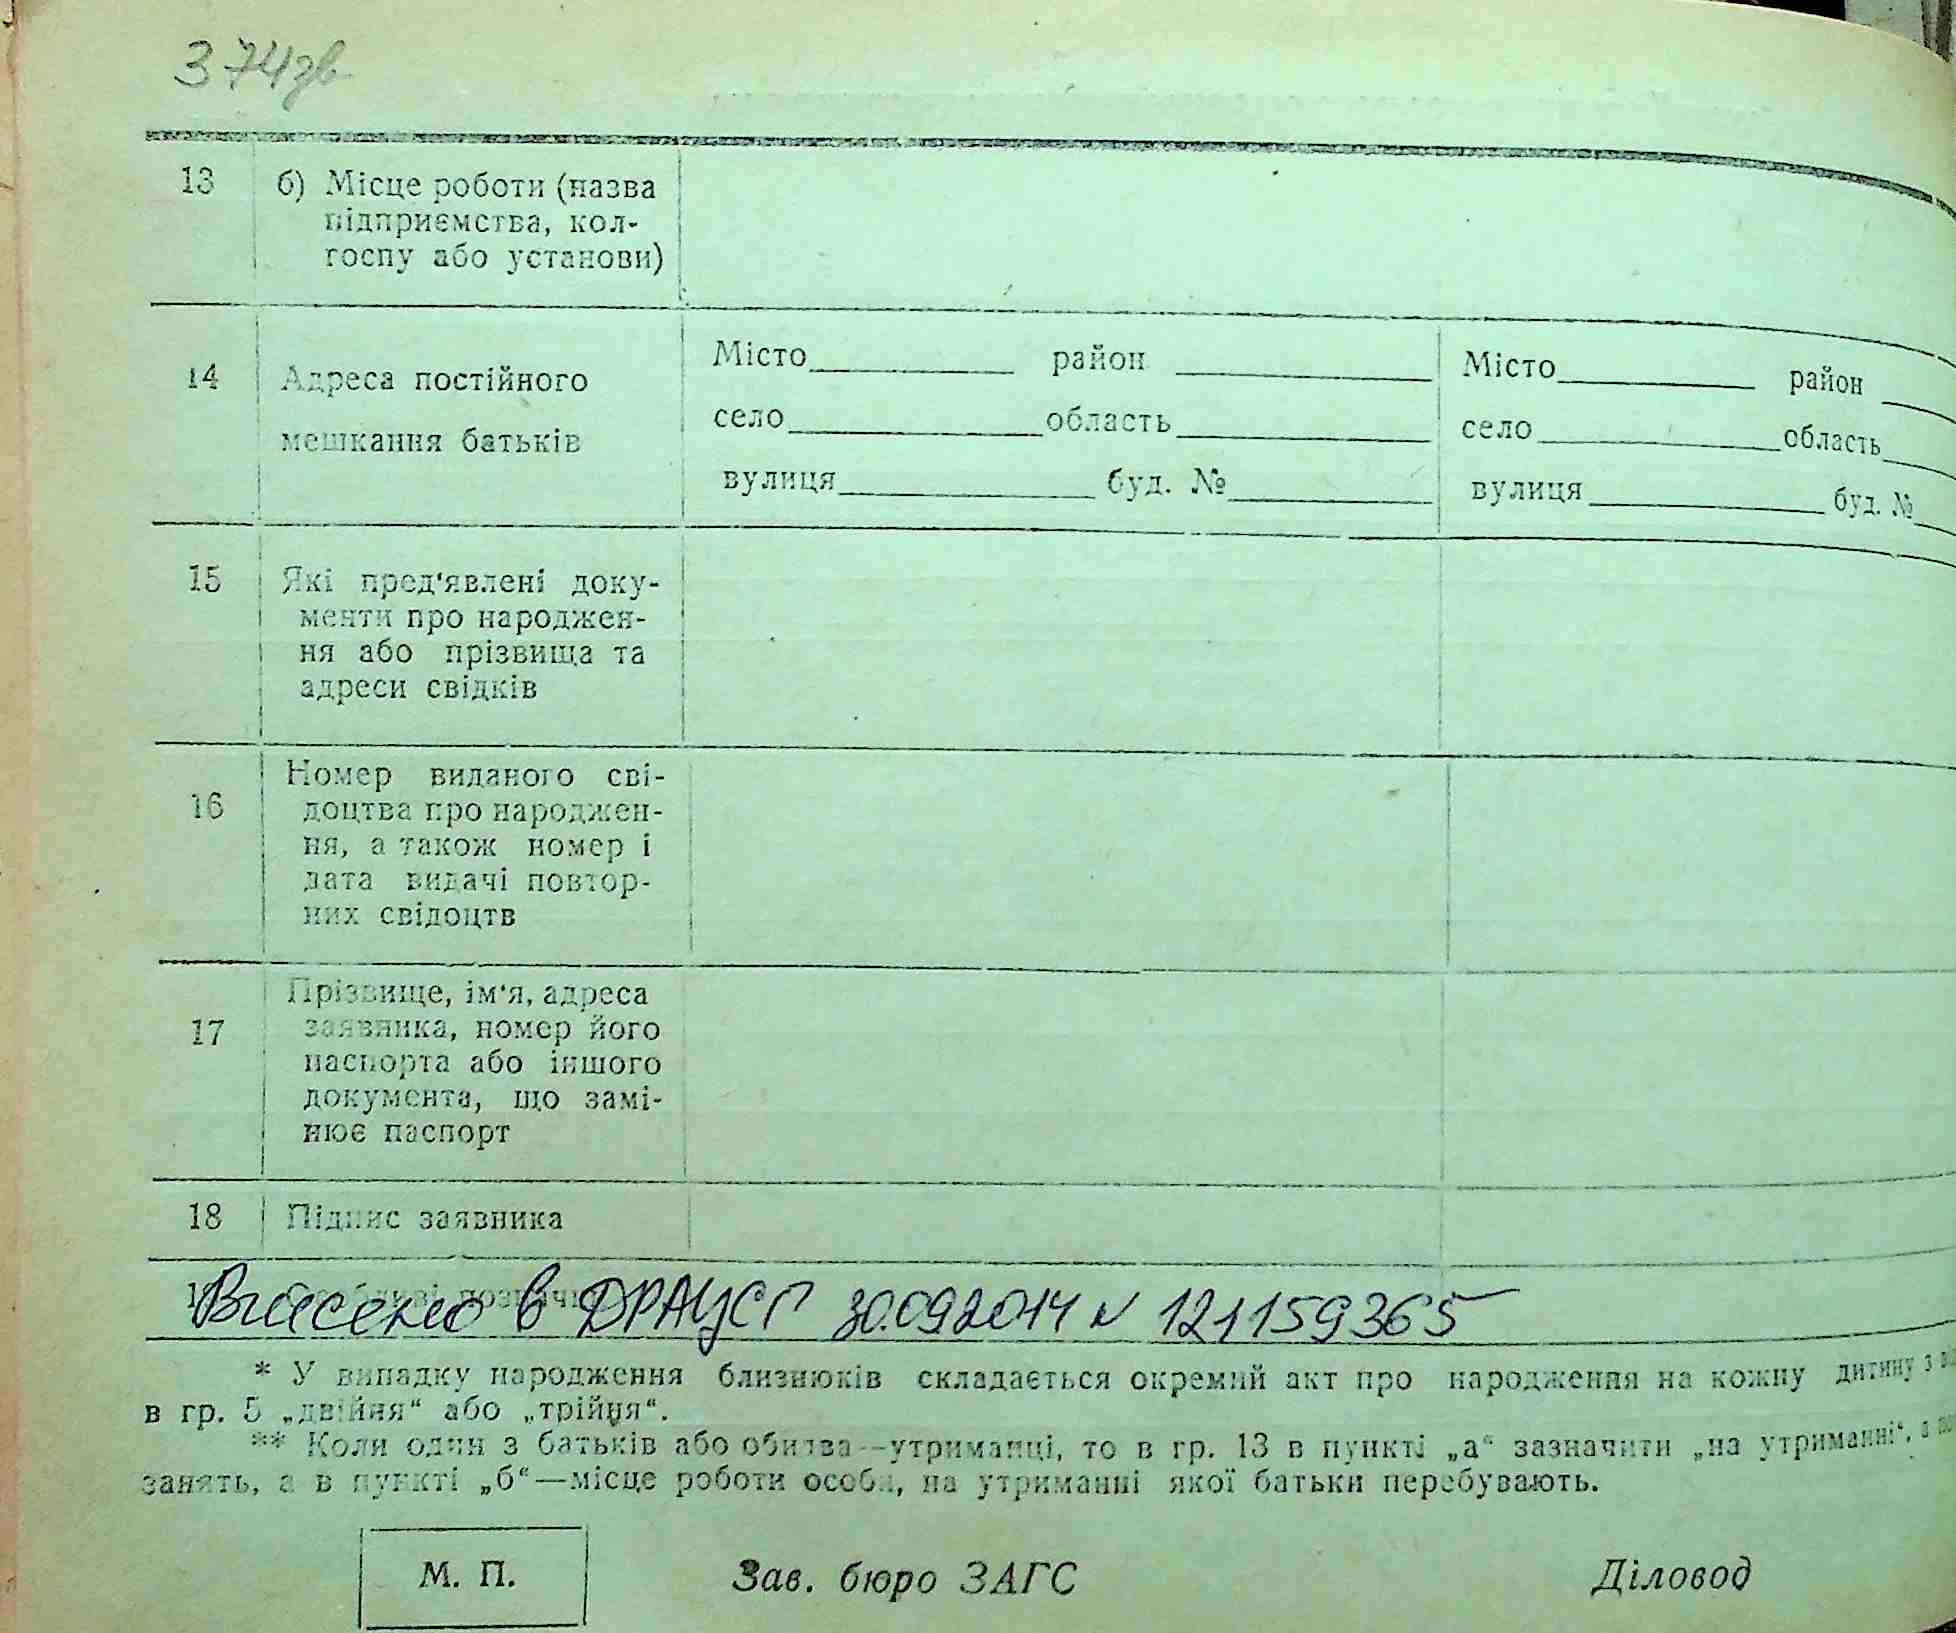 374зв
13 б) Місце роботи (назва
підприємства, кол-
госпу або установи)
14 Адреса постійного
мешкання батьків
Місто район
село область
вулиця буд. №
Місто район
село область
вулиця буд. №
15 Які пред'явлені доку-
менти про народжен-
ня або прізвища та
адреси свідків
16 Номер виданого сві-
доцтва про народжен-
ня, а також номер і
дата видачі повтор-
них свідоцтв
17 Прізвище, ім'я, адреса
заявника, номер його
паспорта або іншого
документа, що замі-
нює паспорт
18 Підпис заявника
Внесено в ДРАЦСГ 30.09.2014 N 121159365
* У випадку народження близнюків складається окремий акт про народження на кожну дитину з
в гр. 5 „двійня“ або „трійця“.
** Коли один з батьків або обидва—утриманці, то в гр. 13 в пункті „а“ зазначити „на утриманні“,
занять, а в пункті „б“—місце роботи особи, на утриманні якої батьки перебувають.
М. П. Зав. бюро ЗАГС Діловод